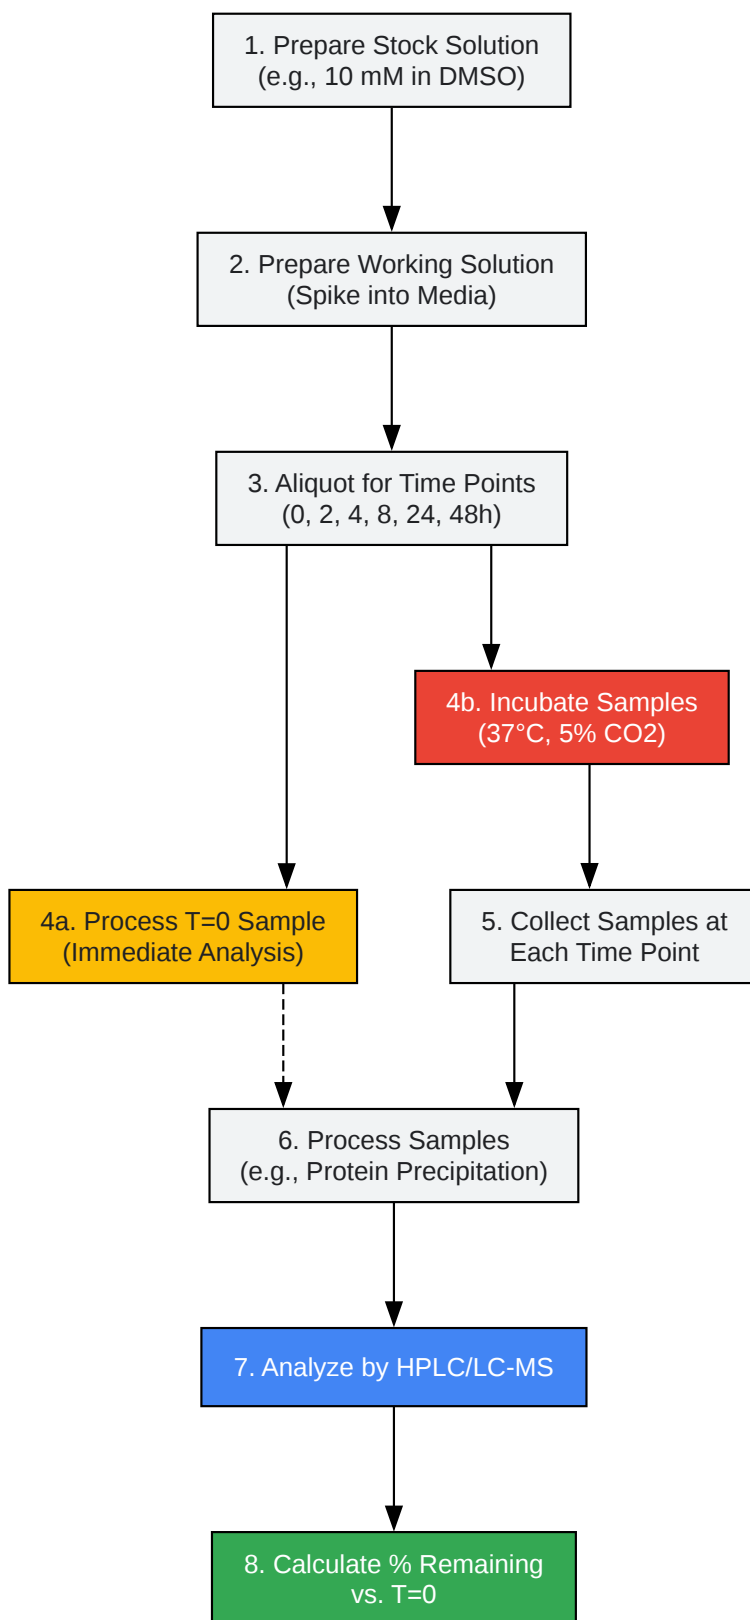 1. Prepare Stock Solution
(e.g., 10 mM in DMSO)
2. Prepare Working Solution
(Spike into Media)
3. Aliquot for Time Points
(0, 2, 4, 8, 24, 48h)
4b. Incubate Samples
(37°C, 5% CO2)
4a. Process T=0 Sample
(Immediate Analysis)
5. Collect Samples at
Each Time Point
6. Process Samples
(e.g., Protein Precipitation)
7. Analyze by HPLC/LC-MS
8. Calculate % Remaining
vs. T=0